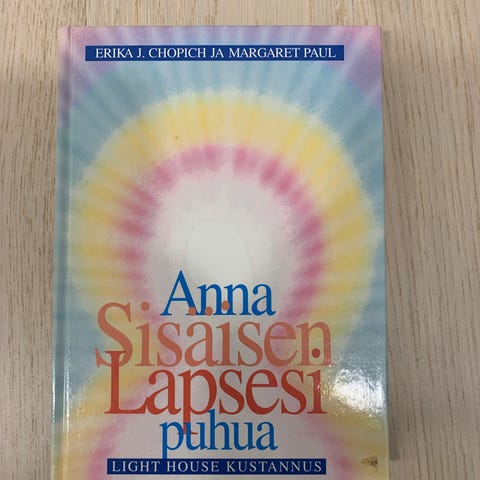 ERIKA J. CHOPICH JA MARGARET PAUL
Anna
Sisäisen
Lapsesi
puhua
LIGHT HOUSE KUSTANNUS